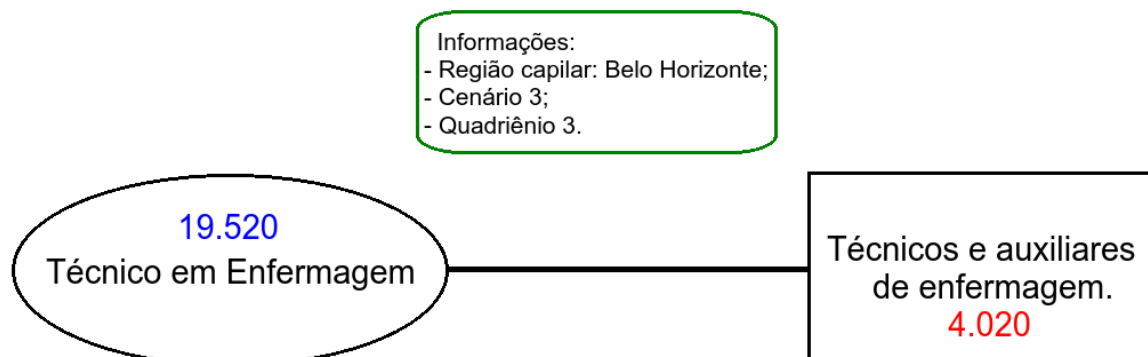 Informações:
- Região capilar: Belo Horizonte;
- Cenário 3;
- Quadriênio 3.
19.520
Técnico em Enfermagem
Técnicos e auxiliares
de enfermagem.
4.020